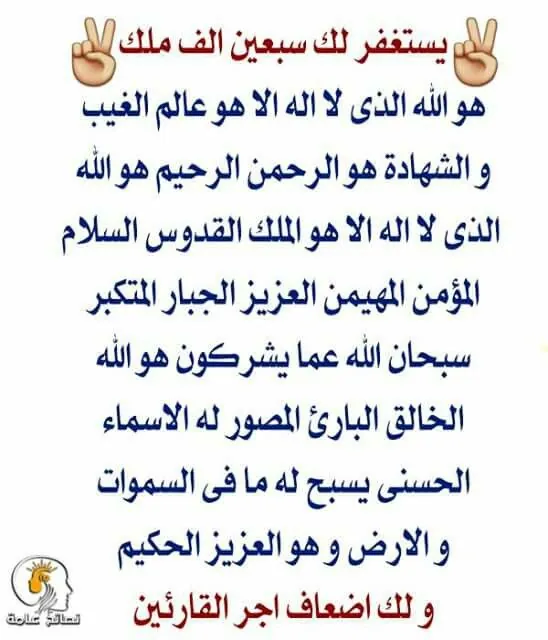 يستغفر لك سبعين الف ملك
هو الله الذى لا اله الا هو عالم الغيب
و الشهادة هو الرحمن الرحيم هو الله
الذى لا اله الا هو الملك القدوس السلام
المؤمن المهيمن العزيز الجبار المتكبر
سبحان الله عما يشركون هو الله
الخالق البارئ المصور له الاسماء
الحسنى يسبح له ما فى السموات
و الارض و هو العزيز الحكيم
و لك اضعاف اجر القارئين
نصائح عامة